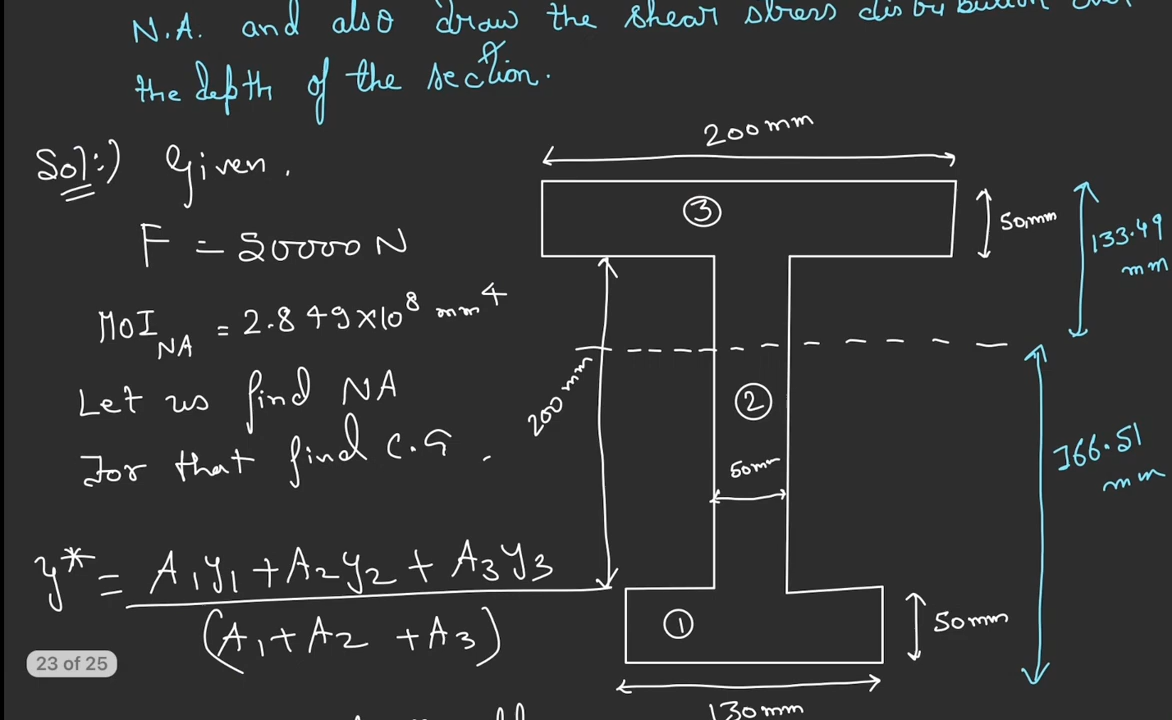 N.A. and also draw the shear stress
the depth of the section.
Sol:) Given,
F = 20000 N
MOI NA = 2.849×10⁸ mm⁴
Let us find NA
For that find C.G.
y* = A₁y₁ + A₂y₂ + A₃y₃
(A₁ + A₂ + A₃)
23 of 25
200mm
3
50mm
133.49
mm
200mm
2
50mm
166.51
mm
1
50mm
130mm